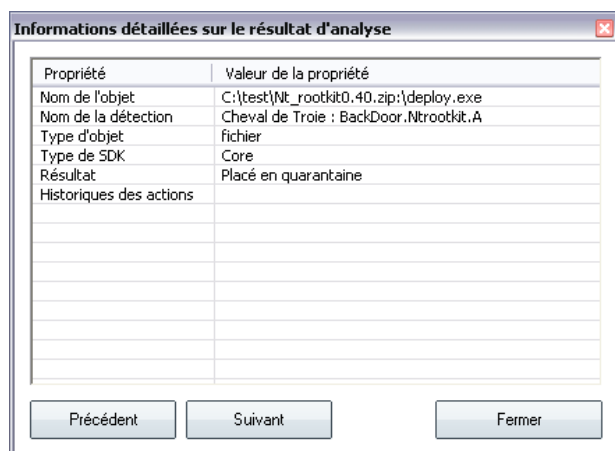 Informations détaillées sur le résultat d'analyse
Propriété Valeur de la propriété
Nom de l'objet C:\test\Nt_rootkit0.40.zip:\deploy.exe
Nom de la détection Cheval de Troie : BackDoor.Ntrootkit.A
Type d'objet fichier
Type de SDK Core
Résultat Placé en quarantaine
Historiques des actions
Précédent Suivant Fermer